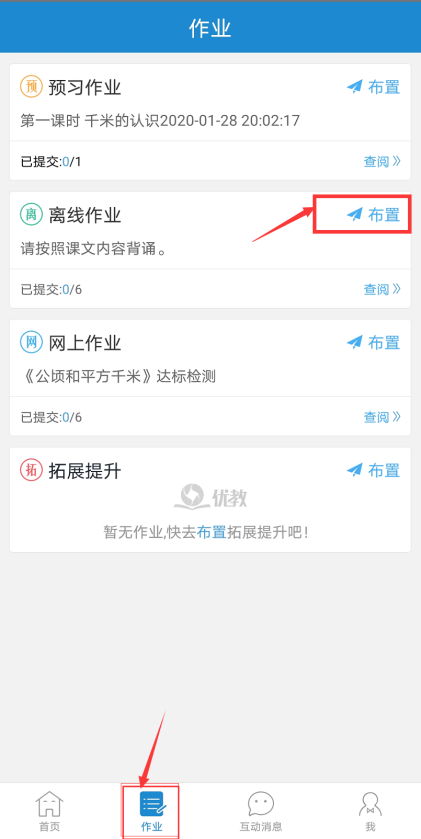 作业
预 预习作业 布置
第一课时 千米的认识2020-01-28 20:02:17
已提交:0/1 查阅》
离 离线作业 布置
请按照课文内容背诵。
已提交:0/6 查阅》
网 网上作业 布置
《公顷和平方千米》达标检测
已提交:0/6 查阅》
拓 拓展提升 布置
优教
暂无作业,快去布置拓展提升吧!
首页 作业 互动消息 我